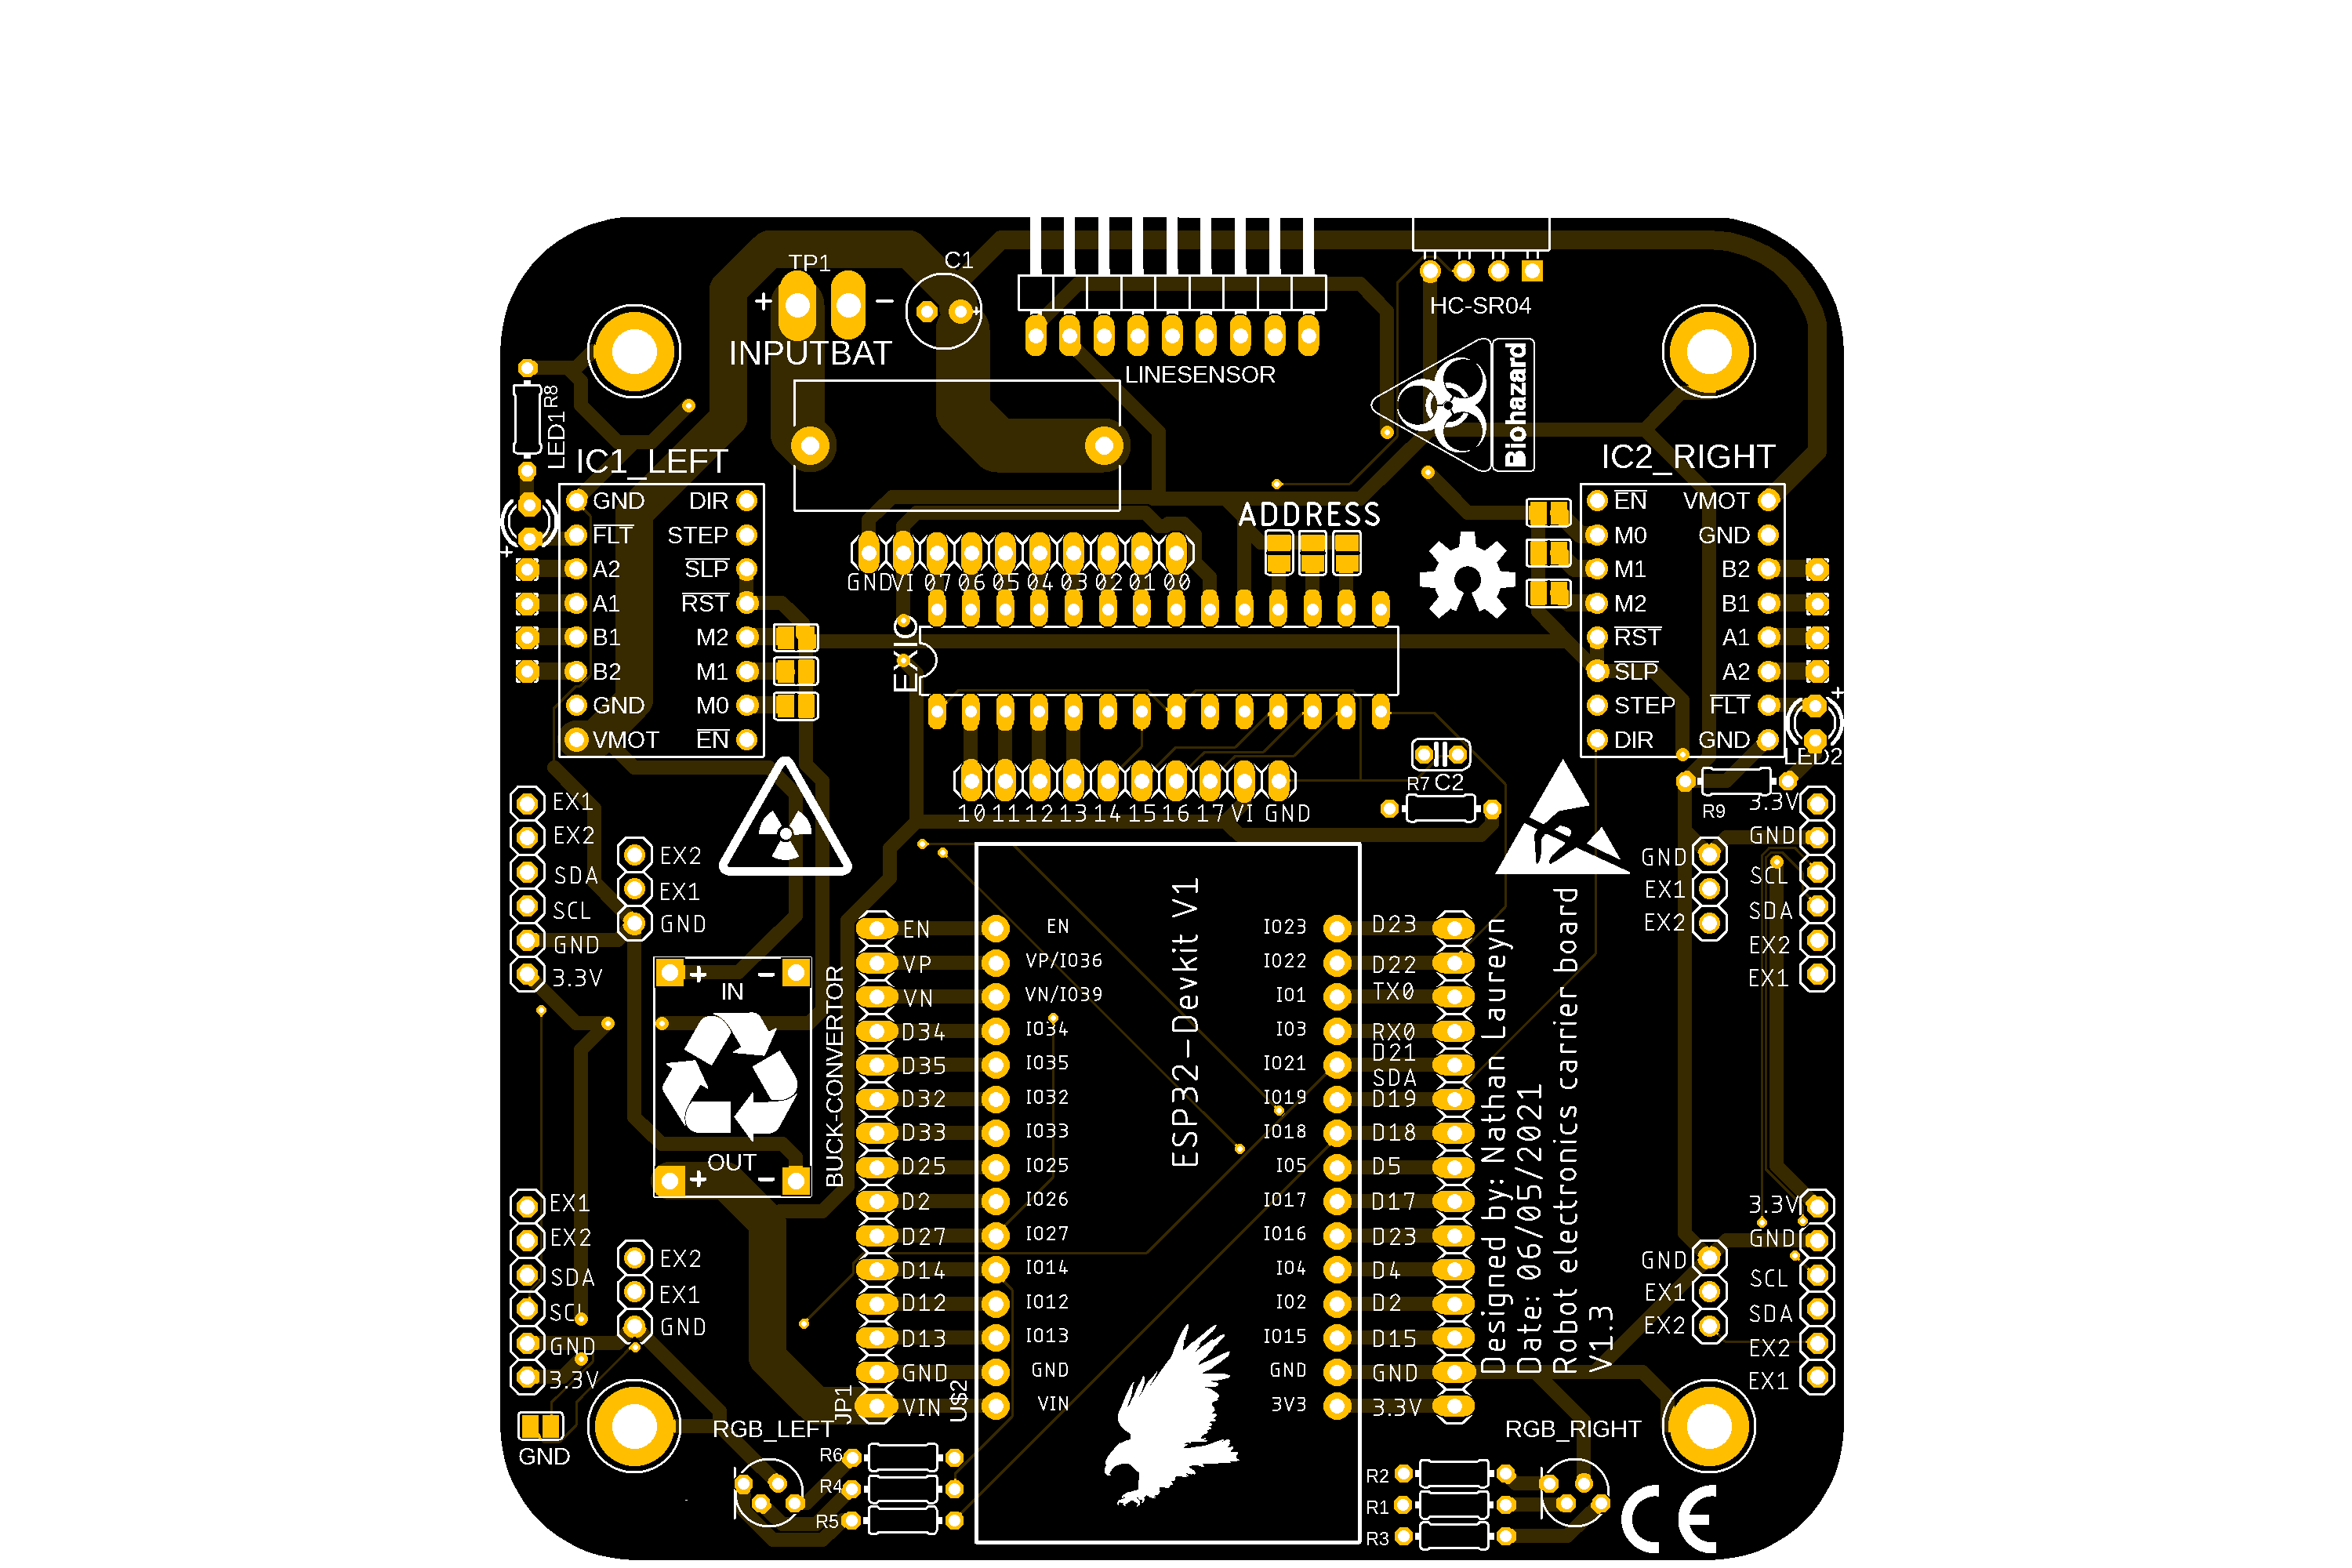 TP1
+ −
INPUTBAT
C1
+
LINESENSOR
HC-SR04
Biohazard
R8
LED1
+
IC1_LEFT
GND DIR
FLT STEP
A2 SLP
A1 RST
B1 M2
B2 M1
GND M0
VMOT EN
ADDRESS
GND VI 07 06 05 04 03 02 01 00
EXIO
10 11 12 13 14 15 16 17 VI GND
IC2_RIGHT
EN VMOT
M0 GND
M1 B2
M2 B1
RST A1
SLP A2
STEP FLT
DIR GND
+
LED2
R7 C2
R9
EX1
EX2
SDA
SCL
GND
3.3V
EX2
EX1
GND
GND
EX1
EX2
3.3V
GND
SCL
SDA
EX2
EX1
+ −
IN
OUT
+ −
BUCK-CONVERTOR
EN
VP
VN
D34
D35
D32
D33
D25
D2
D27
D14
D12
D13
GND
VIN
JP1
U$2
EN
VP/IO36
VN/IO39
IO34
IO35
IO32
IO33
IO25
IO26
IO27
IO14
IO12
IO13
GND
VIN
ESP32-Devkit V1
IO23
IO22
IO1
IO3
IO21
IO19
IO18
IO5
IO17
IO16
IO4
IO2
IO15
GND
3V3
D23
D22
TX0
RX0
D21
SDA
D19
D18
D5
D17
D23
D4
D2
D15
GND
3.3V
Designed by: Nathan Laureyn
Date: 06/05/2021
Robot electronics carrier board
V1.3
EX1
EX2
SDA
SCL
GND
3.3V
EX2
EX1
GND
GND
EX1
EX2
3.3V
GND
SCL
SDA
EX2
EX1
GND
RGB_LEFT
R6
R4
R5
RGB_RIGHT
R2
R1
R3
CE